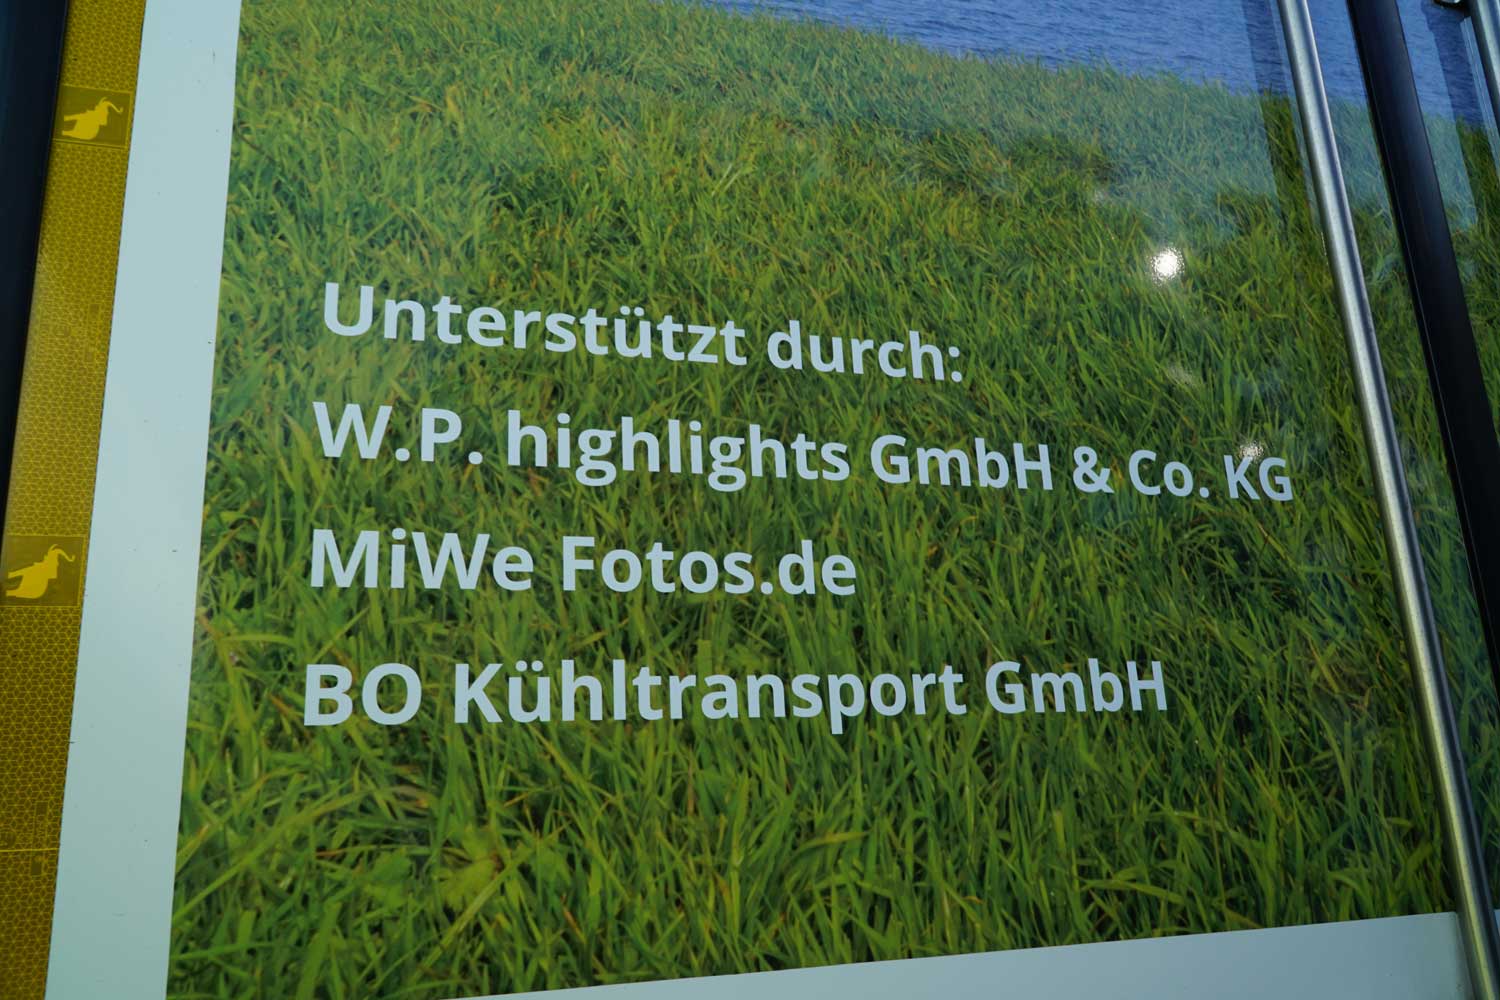 Unterstützt durch:
W.P. highlights GmbH & Co. KG
MiWe Fotos.de
BO Kühltransport GmbH